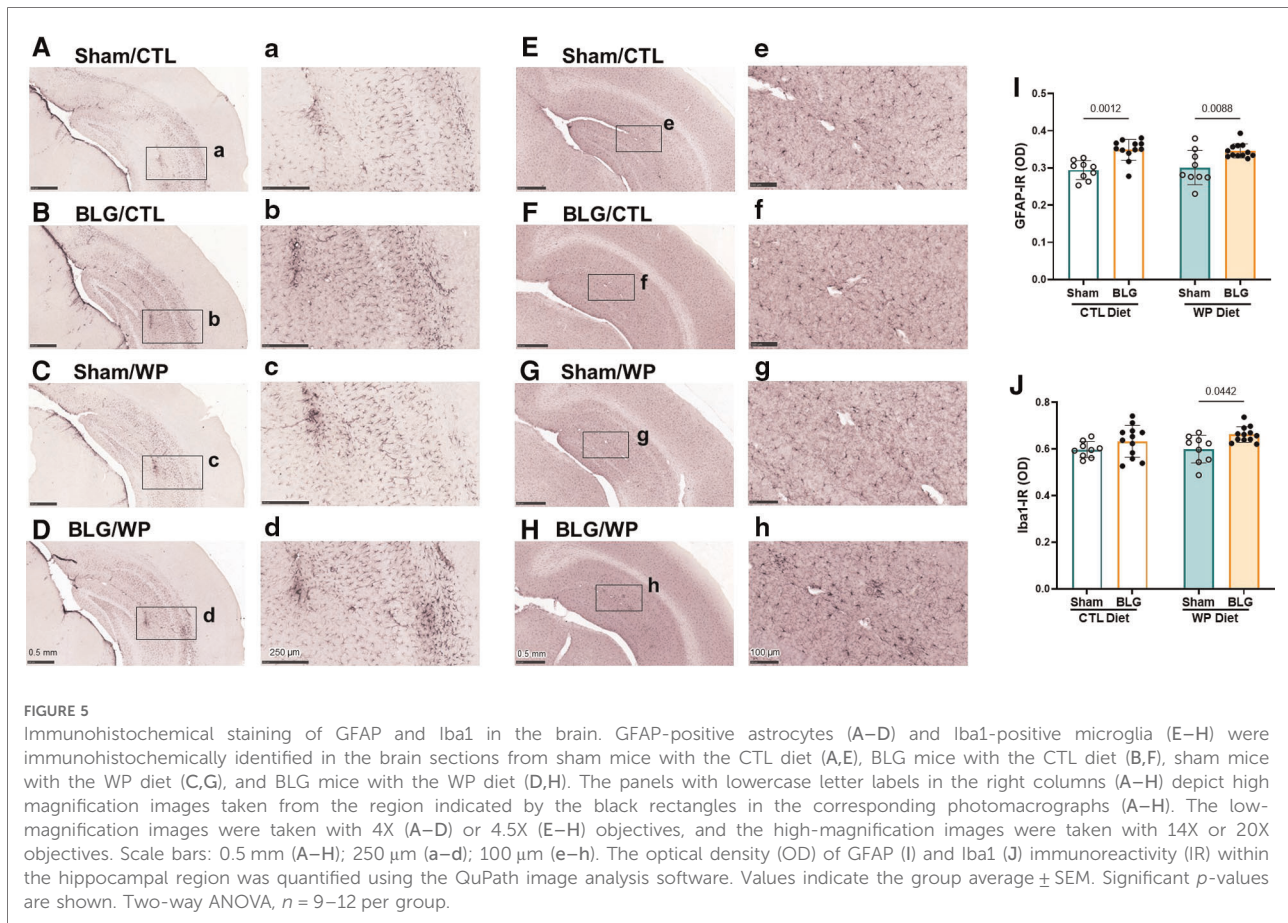 A Sham/CTL
a
a
B BLG/CTL
b
b
C Sham/WP
c
c
D BLG/WP
d
d
0.5 mm
250 µm
E Sham/CTL
e
e
F BLG/CTL
f
f
G Sham/WP
g
g
H BLG/WP
h
h
0.5 mm
100 µm
I
GFAP-IR (OD)
0.5
0.4
0.3
0.2
0.1
0.0
0.0012
0.0088
Sham BLG Sham BLG
CTL Diet WP Diet
J
Iba1-IR (OD)
0.8
0.6
0.4
0.2
0.0
0.0442
Sham BLG Sham BLG
CTL Diet WP Diet
FIGURE 5
Immunohistochemical staining of GFAP and Iba1 in the brain. GFAP-positive astrocytes (A–D) and Iba1-positive microglia (E–H) were
immunohistochemically identified in the brain sections from sham mice with the CTL diet (A,E), BLG mice with the CTL diet (B,F), sham mice
with the WP diet (C,G), and BLG mice with the WP diet (D,H). The panels with lowercase letter labels in the right columns (A–H) depict high
magnification images taken from the region indicated by the black rectangles in the corresponding photomacrographs (A–H). The low-
magnification images were taken with 4X (A–D) or 4.5X (E–H) objectives, and the high-magnification images were taken with 14X or 20X
objectives. Scale bars: 0.5 mm (A–H); 250 µm (a–d); 100 µm (e–h). The optical density (OD) of GFAP (I) and Iba1 (J) immunoreactivity (IR) within
the hippocampal region was quantified using the QuPath image analysis software. Values indicate the group average ± SEM. Significant p-values
are shown. Two-way ANOVA, n = 9–12 per group.